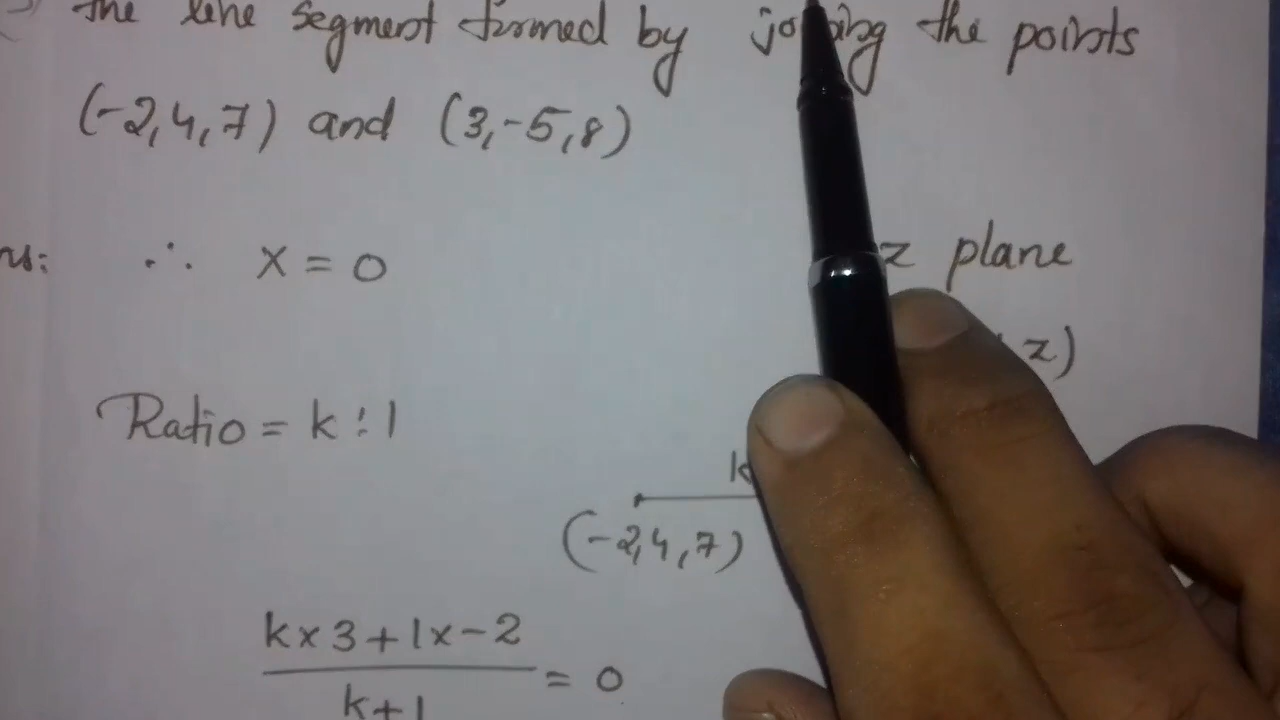 the line segment formed by the points
(-2,4,7) and (3,-5,8)
∴ x = 0 z plane
z)
Ratio = k : 1
k
(-2,4,7)
k×3+1×-2
= 0
k+1